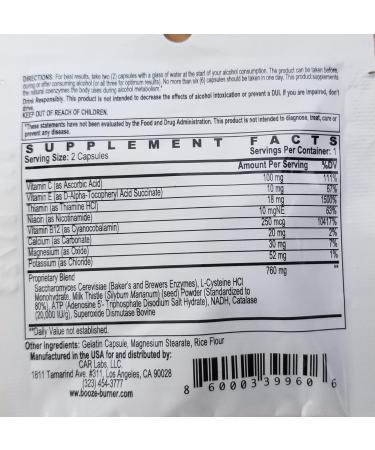 DIRECTIONS: For best results, take two (2) capsules with a glass of water at the start of your alcohol consumption. The product can be taken before,
during or after consuming alcohol (or all three for optimum results). No more than six (6) capsules should be taken in one day. This product supplements
the natural coenzymes the body uses during alcohol metabolism.*
Drink Responsibly. This product is not intended to decrease the effects of alcohol intoxication or prevent a DUI. If you are impaired, don't
drive.
KEEP OUT OF REACH OF CHILDREN.
*These statements have not been evaluated by the Food and Drug Administration. This product is not intended to diagnose, treat, cure or
prevent any disease.
SUPPLEMENT FACTS
Serving Size: 2 Capsules Servings Per Container: 1
Amount Per Serving %DV
Vitamin C (as Ascorbic Acid) 100 mg 111%
Vitamin E (as D-Alpha-Tocopheryl Acid Succinate) 10 mg 67%
Thiamin (as Thiamine HCl) 18 mg 1500%
Niacin (as Nicotinamide) 10 mgNE 63%
Vitamin B12 (as Cyanocobalamin) 250 mcg 10417%
Calcium (as Carbonate) 20 mg 2%
Magnesium (as Oxide) 30 mg 7%
Potassium (as Chloride) 52 mg 1%
Proprietary Blend 760 mg **
Saccharomyces Cerevisiae (Baker's and Brewers Enzymes), L-Cysteine HCl
Monohydrate, Milk Thistle (Silybum Marianum) (seed) Powder (Standardized to
80%), ATP (Adenosine 5'- Triphosphate Disodium Salt Hydrate), NADH, Catalase
(20,000 IU/g), Superoxide Dismutase Bovine
**Daily Value not established.
Other Ingredients: Gelatin Capsule, Magnesium Stearate, Rice Flour
Manufactured in the USA for and distributed by:
CAR Labs, LLC.
1811 Tamarind Ave. #311, Los Angeles, CA 90028
(323) 454-3777
www.booze-burner.com
8 60003 39960 6